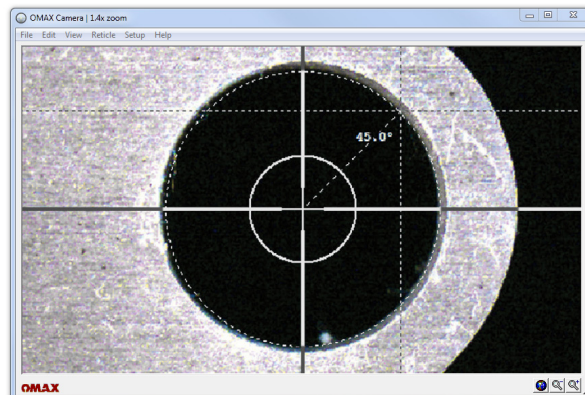 OMAX Camera | 1.4x zoom
File Edit View Reticle Setup Help
45.0°
OMAX